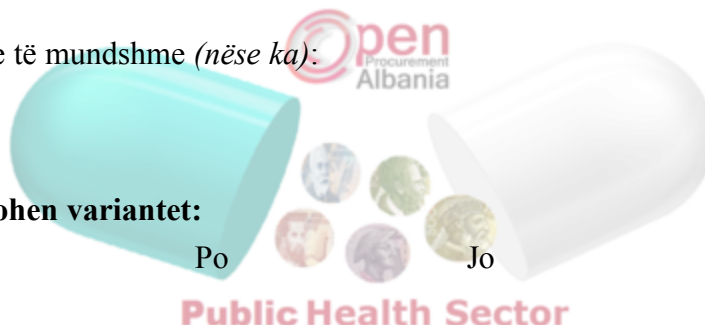 e të mundshme (nëse ka):
Open
Procurement
Albania
ohen variantet:
Po Jo
Public Health Sector